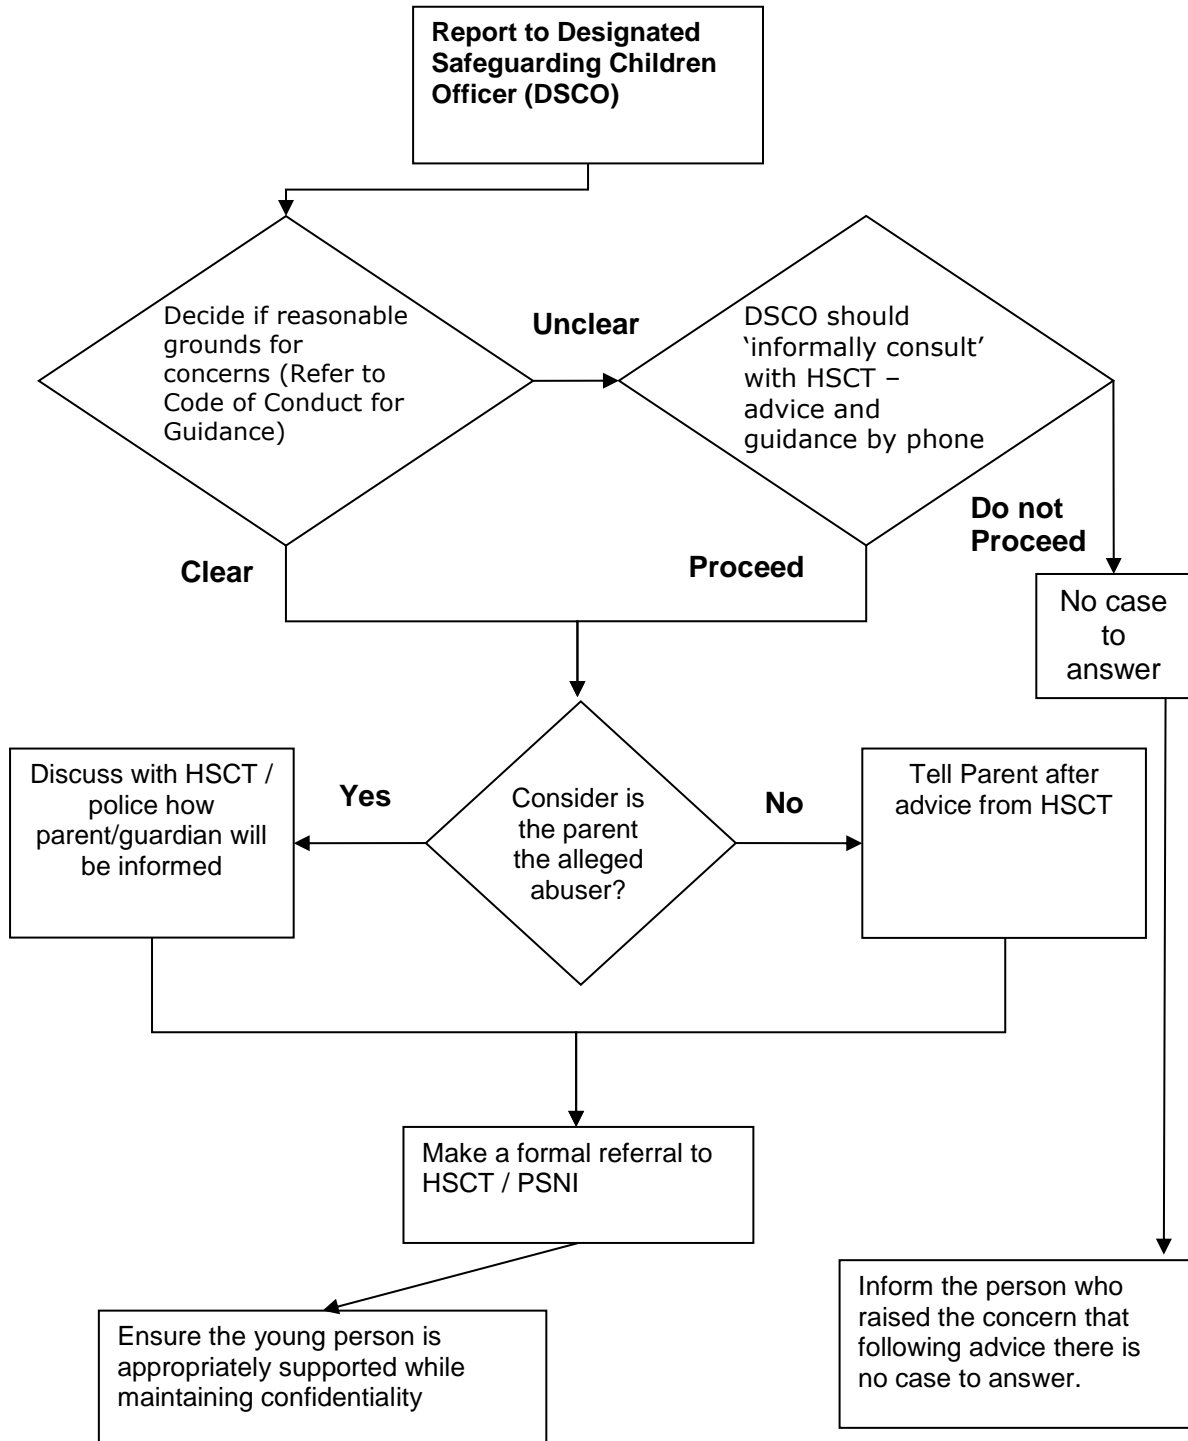 Report to Designated
Safeguarding Children
Officer (DSCO)
Decide if reasonable
grounds for
concerns (Refer to
Code of Conduct for
Guidance)
Unclear
DSCO should
‘informally consult’
with HSCT –
advice and
guidance by phone
Clear
Proceed
Do not
Proceed
No case
to
answer
Discuss with HSCT /
police how
parent/guardian will
be informed
Yes
Consider is
the parent
the alleged
abuser?
No
Tell Parent after
advice from HSCT
Make a formal referral to
HSCT / PSNI
Ensure the young person is
appropriately supported while
maintaining confidentiality
Inform the person who
raised the concern that
following advice there is
no case to answer.